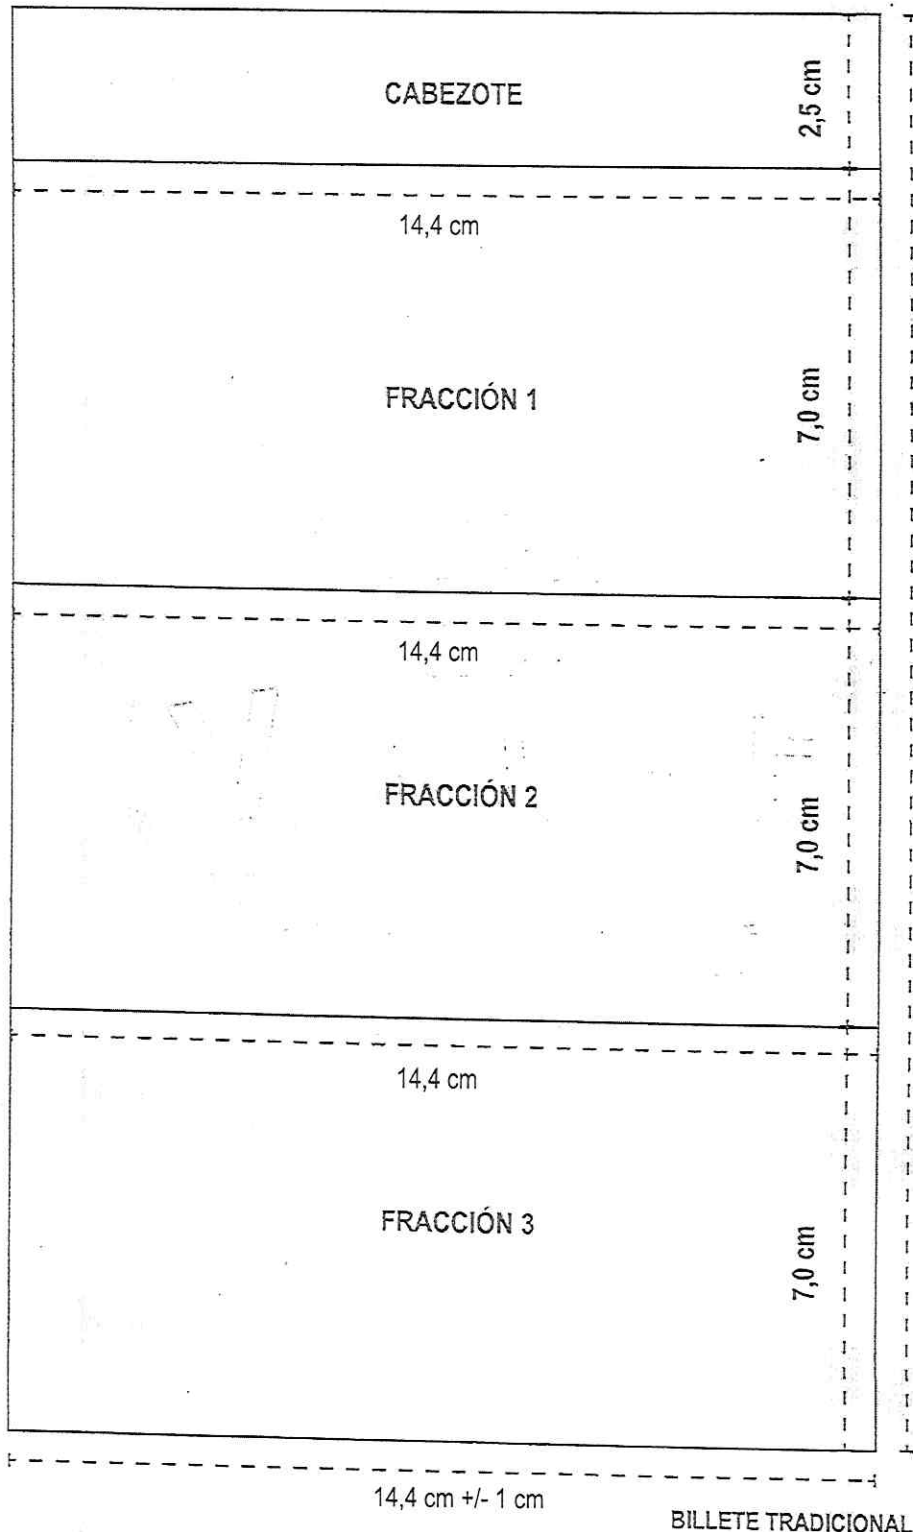 CABEZOTE
2,5 cm
14,4 cm
FRACCIÓN 1
7,0 cm
14,4 cm
FRACCIÓN 2
7,0 cm
14,4 cm
FRACCIÓN 3
7,0 cm
14,4 cm +/- 1 cm
BILLETE TRADICIONAL